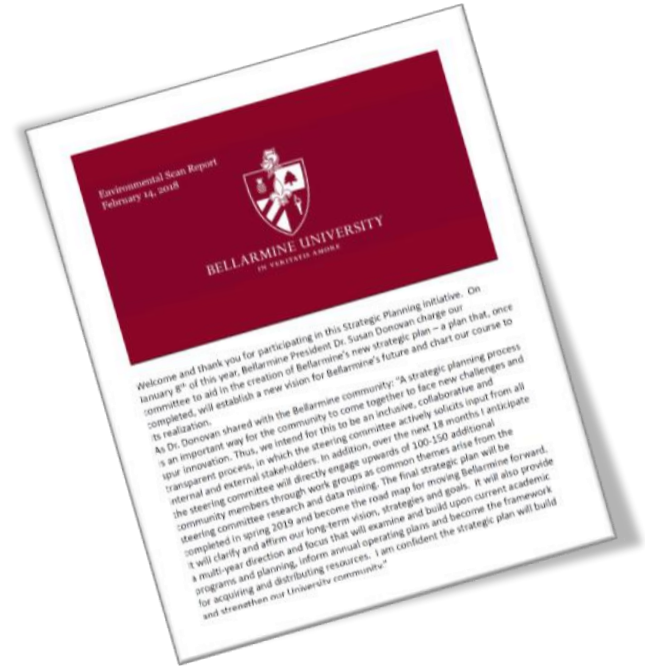 Environmental Scan Report
February 14, 2018
BELLARMINE UNIVERSITY
IN VERITATIS AMORE
Welcome and thank you for participating in this Strategic Planning Initiative. On
January 8th of this year, Bellarmine President Dr. Susan Donovan charge our
committee to aid in the creation of Bellarmine's new strategic plan – a plan that, once
completed, will establish a new vision for Bellarmine's future and chart our course to
its realization.
As Dr. Donovan shared with the Bellarmine community: "A strategic planning process
is an important way for the community to come together to face new challenges and
spur innovation. Thus, we intend for this to be an inclusive, collaborative and
transparent process, in which the steering committee actively solicits input from all
internal and external stakeholders. In addition, over the next 18 months I anticipate
the steering committee will directly engage upwards of 100-150 additional
community members through work groups as common themes arise from the
steering committee research and data mining. The final strategic plan will be
completed in spring 2019 and become the road map for moving Bellarmine forward.
It will clarify and affirm our long-term vision, strategies and goals. It will also provide
a multi-year direction and focus that will examine and build upon current academic
programs and planning, inform annual operating plans and become the framework
for acquiring and distributing resources. I am confident the strategic plan will build
and strengthen our University community."